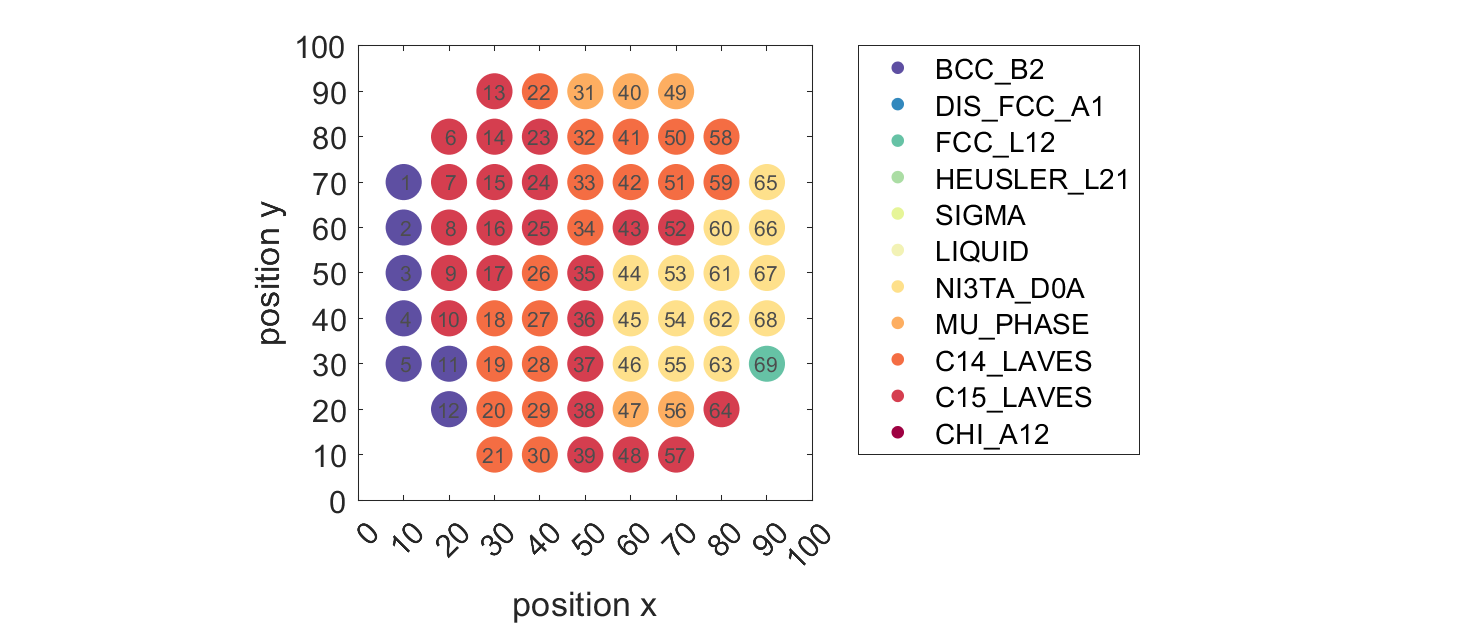 100
90
80
70
60
50
40
30
20
10
0
position y
13 22 31 40 49
6 14 23 32 41 50 58
1 7 15 24 33 42 51 59 65
2 8 16 25 34 43 52 60 66
3 9 17 26 35 44 53 61 67
4 10 18 27 36 45 54 62 68
5 11 19 28 37 46 55 63 69
12 20 29 38 47 56 64
21 30 39 48 57
0 10 20 30 40 50 60 70 80 90 100
position x
BCC_B2
DIS_FCC_A1
FCC_L12
HEUSLER_L21
SIGMA
LIQUID
NI3TA_D0A
MU_PHASE
C14_LAVES
C15_LAVES
CHI_A12